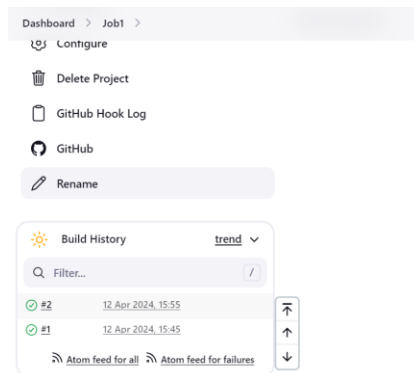 Dashboard > Job1 >
Configure
Delete Project
GitHub Hook Log
GitHub
Rename
Build History trend
Filter... /
#2 12 Apr 2024, 15:55
#1 12 Apr 2024, 15:45
Atom feed for all Atom feed for failures